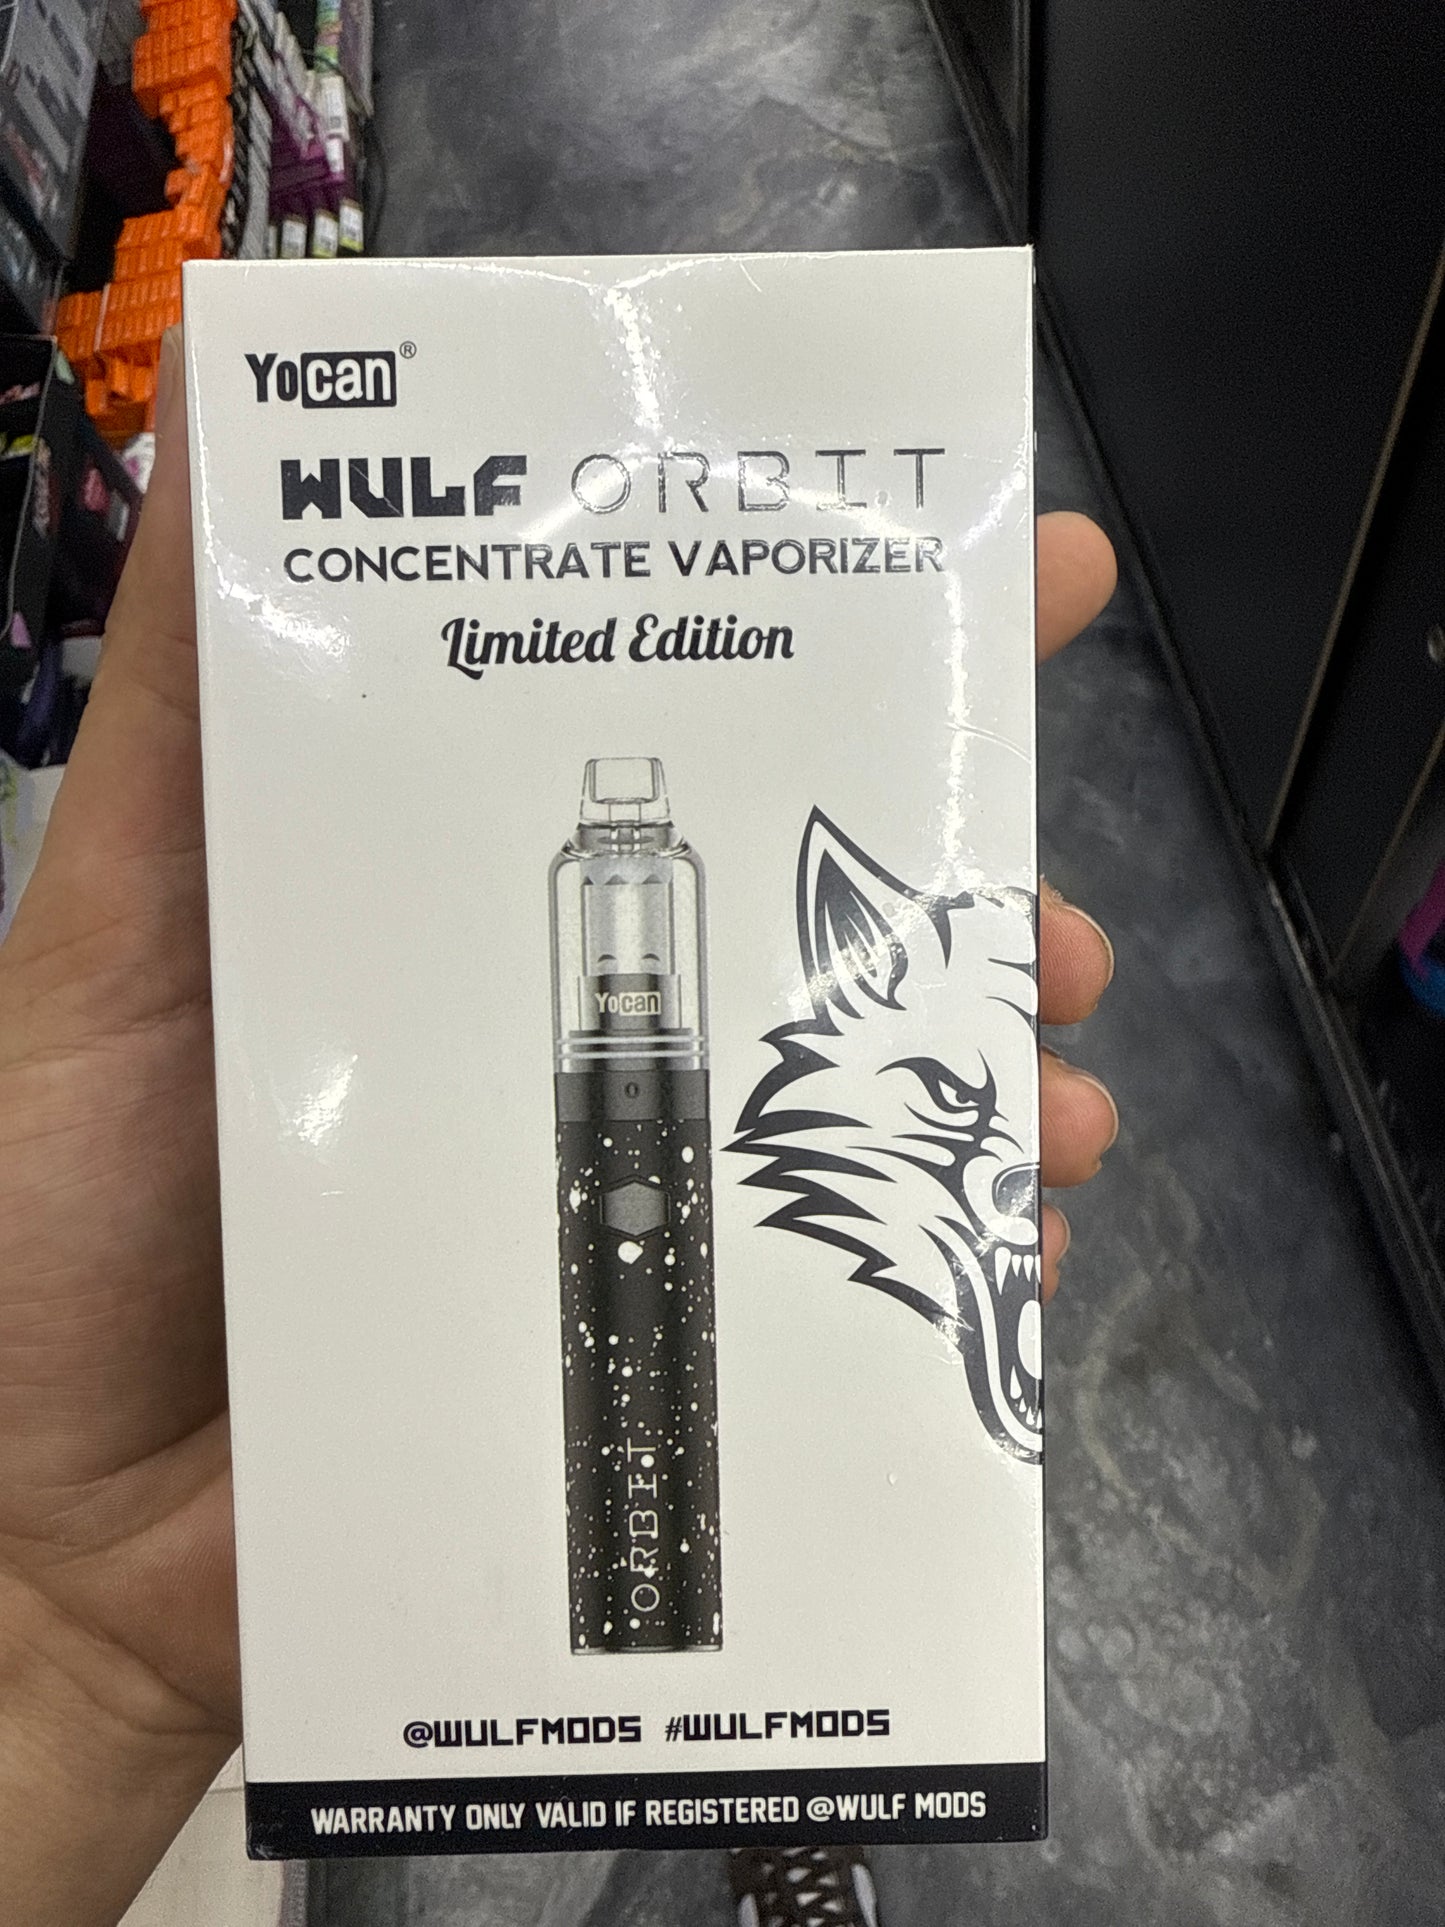 Yocan®
WULF ORBIT
CONCENTRATE VAPORIZER
Limited Edition
Yocan
ORBIT
@WULFMODS #WULFMODS
WARRANTY ONLY VALID IF REGISTERED @WULF MODS